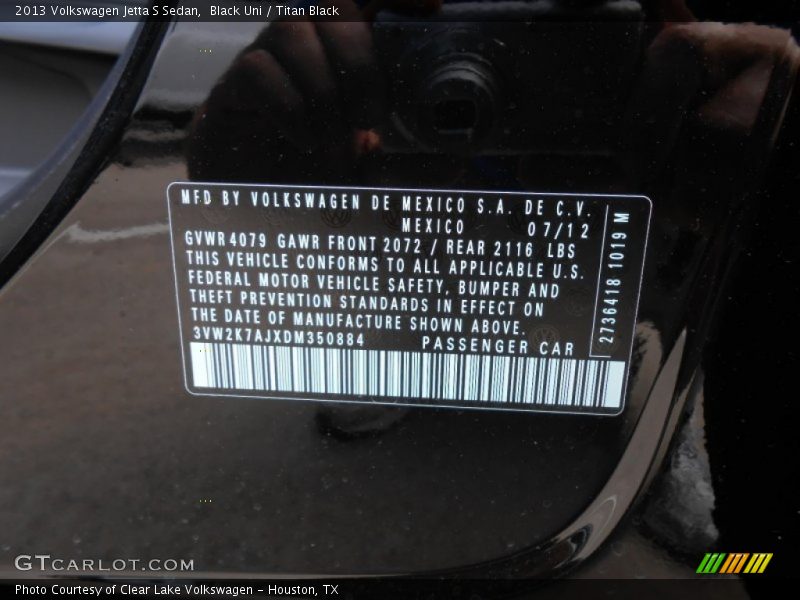 2013 Volkswagen Jetta S Sedan,  Black Uni / Titan Black
MFD BY VOLKSWAGEN DE MEXICO S.A. DE C.V.
MEXICO 07/12
GVWR 4079 GAWR FRONT 2072 / REAR 2116 LBS
THIS VEHICLE CONFORMS TO ALL APPLICABLE U.S.
FEDERAL MOTOR VEHICLE SAFETY, BUMPER AND
THEFT PREVENTION STANDARDS IN EFFECT ON
THE DATE OF MANUFACTURE SHOWN ABOVE.
3VW2K7AJXDM350884 PASSENGER CAR
2736418 1019 M
GTCARLOT.COM
Photo Courtesy of Clear Lake Volkswagen - Houston, TX